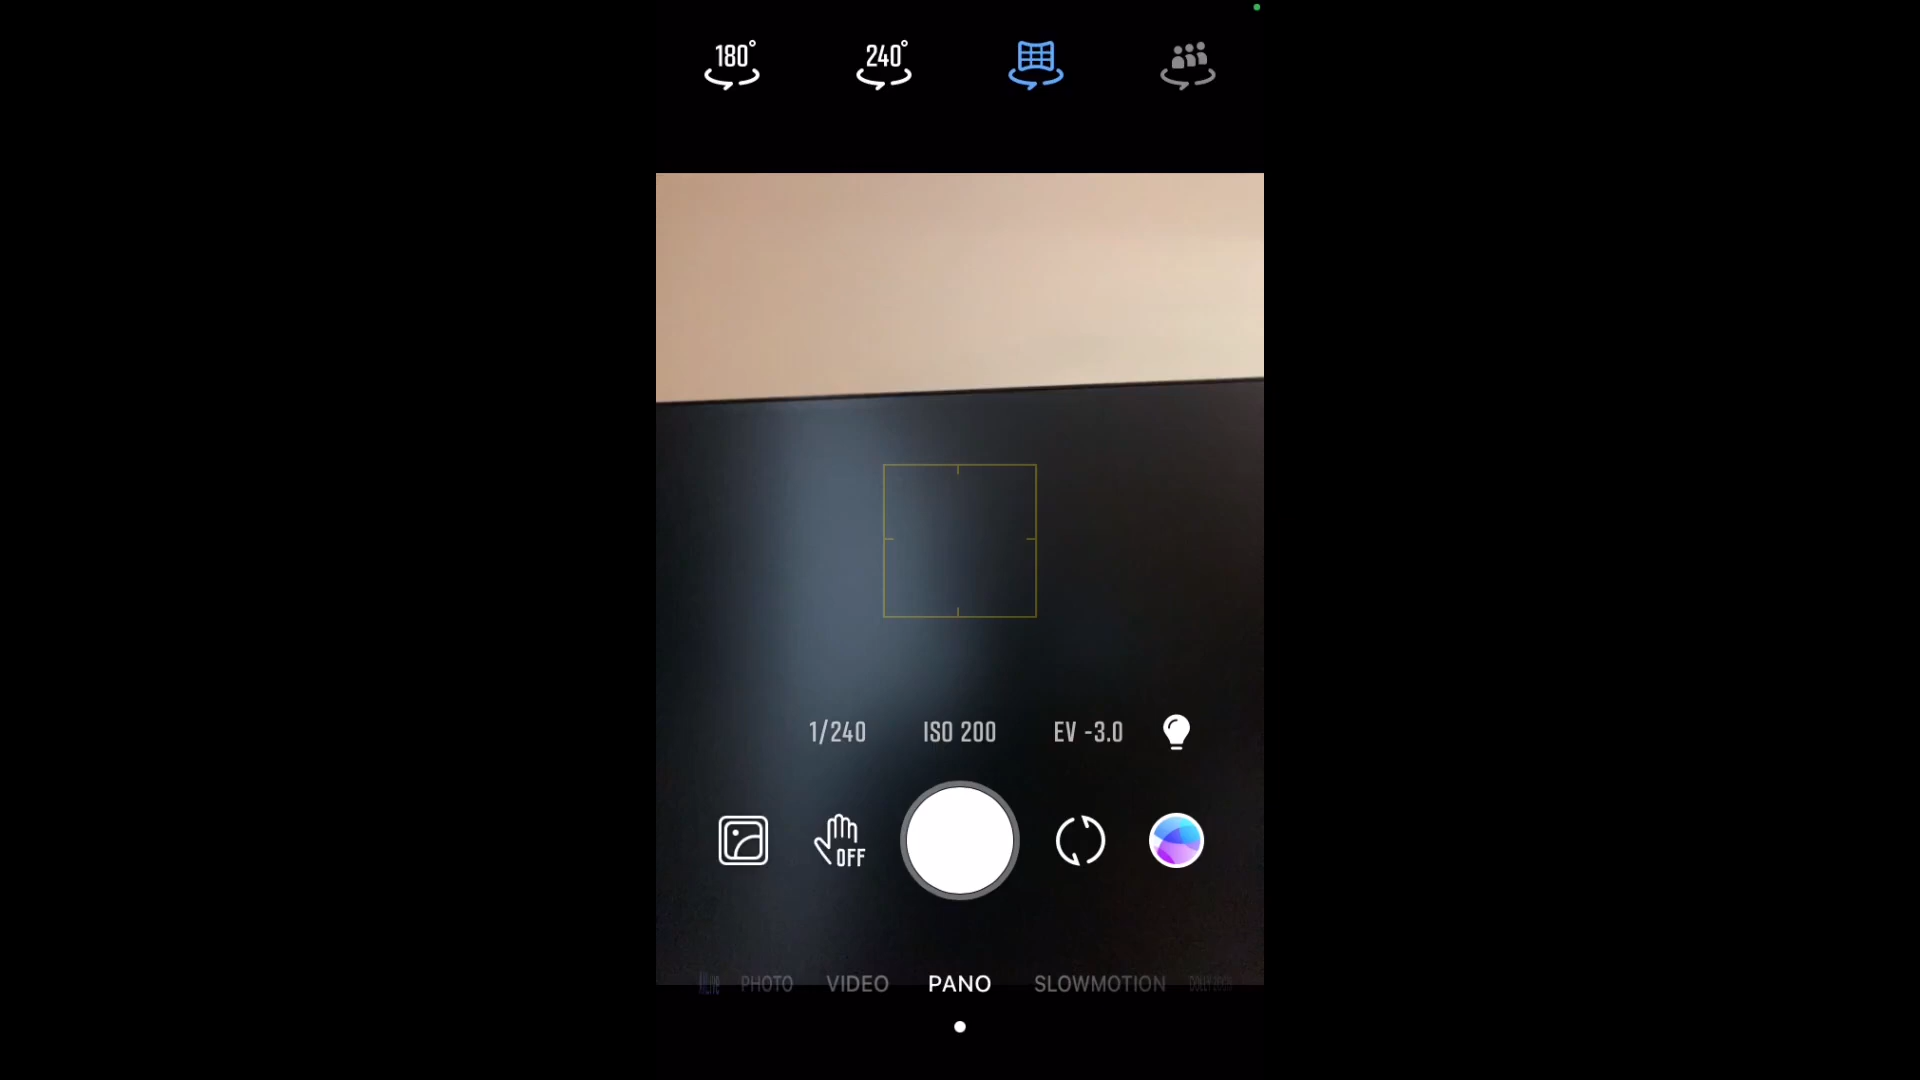 180°
240°
1/240
ISO 200
EV -3.0
OFF
PHOTO
VIDEO
PANO
SLOWMOTION